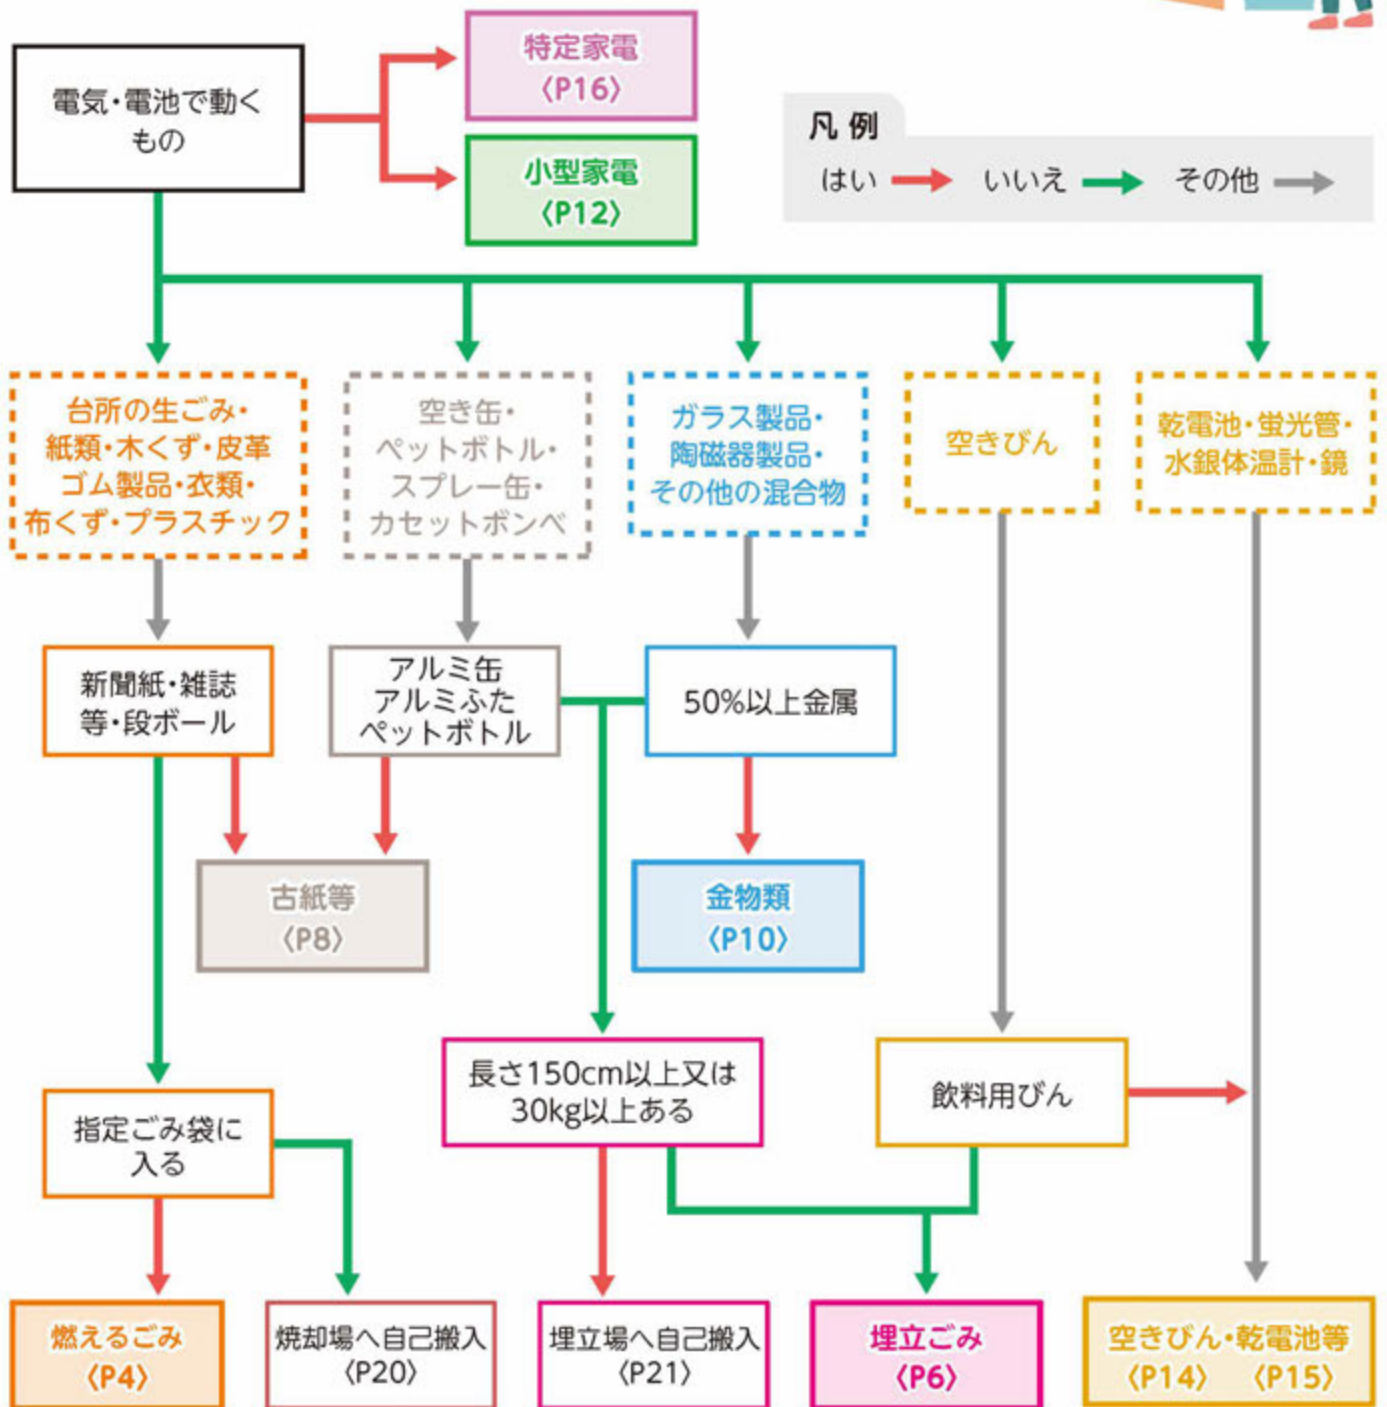 特定家電
〈P16〉
電気・電池で動く
もの
小型家電
〈P12〉
凡 例
はい
いいえ
その他
台所の生ごみ・
紙類・木くず・皮革
ゴム製品・衣類・
布くず・プラスチック
空き缶・
ペットボトル・
スプレー缶・
カセットボンベ
ガラス製品・
陶磁器製品・
その他の混合物
空きびん
乾電池・蛍光管・
水銀体温計・鏡
新聞紙・雑誌
等・段ボール
アルミ缶
アルミふた
ペットボトル
50%以上金属
古紙等
〈P8〉
金物類
〈P10〉
長さ150cm以上又は
30kg以上ある
飲料用びん
指定ごみ袋に
入る
燃えるごみ
〈P4〉
焼却場へ自己搬入
〈P20〉
埋立場へ自己搬入
〈P21〉
埋立ごみ
〈P6〉
空きびん・乾電池等
〈P14〉 〈P15〉